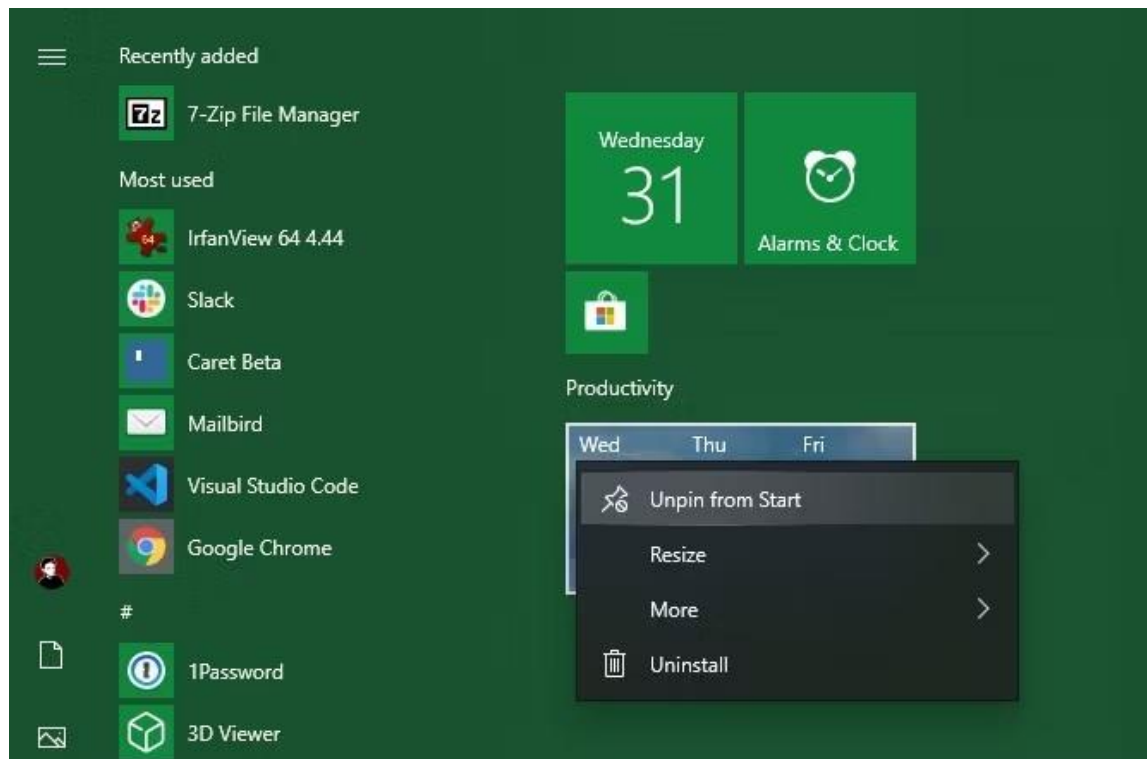 Recently added
7z
7-Zip File Manager
Most used
64
IrfanView 64 4.44
Slack
Caret Beta
Mailbird
Visual Studio Code
Google Chrome
#
1Password
3D Viewer
Wednesday
31
Alarms & Clock
Productivity
Wed Thu Fri
Unpin from Start
Resize
More
Uninstall